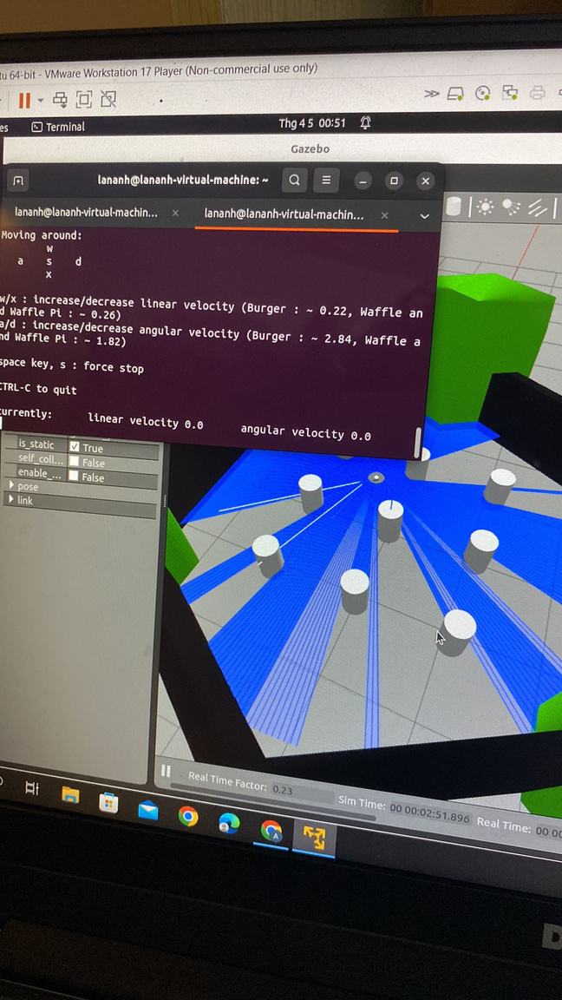 tu 64-bit - VMware Workstation 17 Player (Non-commercial use only)
es Terminal Thg 4 5 00:51
Gazebo
lananh@lananh-virtual-machine: ~
lananh@lananh-virtual-machin... × lananh@lananh-virtual-machin... ×
Moving around:
w
a s d
x
w/x : increase/decrease linear velocity (Burger : ~ 0.22, Waffle an
d Waffle Pi : ~ 0.26)
a/d : increase/decrease angular velocity (Burger : ~ 2.84, Waffle a
nd Waffle Pi : ~ 1.82)
space key, s : force stop
CTRL-C to quit
currently: linear velocity 0.0 angular velocity 0.0
is_static True
self_coll... False
enable_... False
pose
link
Real Time Factor: 0.23 Sim Time: 00 00:02:51.896 Real Time: 00 00
A
D